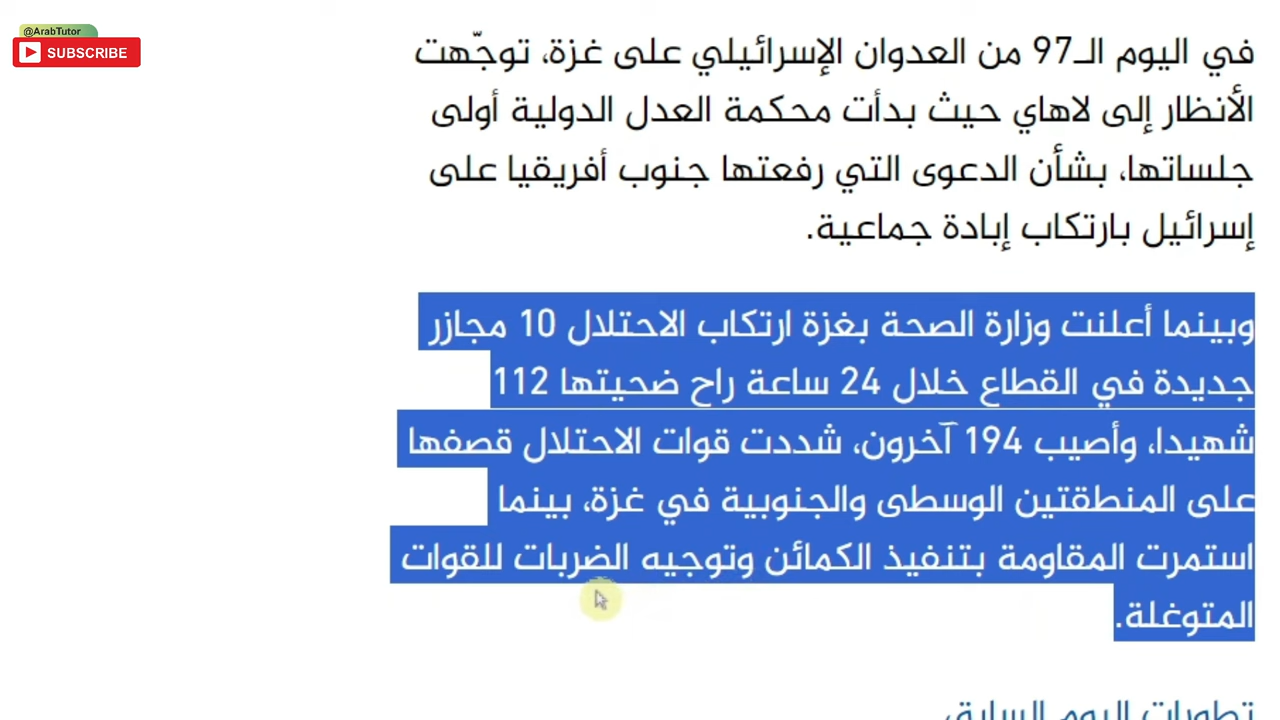 @ArabTutor
SUBSCRIBE
في اليوم الـ97 من العدوان الإسرائيلي على غزة، توجّهت
الأنظار إلى لاهاي حيث بدأت محكمة العدل الدولية أولى
جلساتها، بشأن الدعوى التي رفعتها جنوب أفريقيا على
إسرائيل بارتكاب إبادة جماعية.
وبينما أعلنت وزارة الصحة بغزة ارتكاب الاحتلال 10 مجازر
جديدة في القطاع خلال 24 ساعة راح ضحيتها 112
شهيدا، وأصيب 194 آخرون، شددت قوات الاحتلال قصفها
على المنطقتين الوسطى والجنوبية في غزة، بينما
استمرت المقاومة بتنفيذ الكمائن وتوجيه الضربات للقوات
المتوغلة.
تطورات اليوم السابق